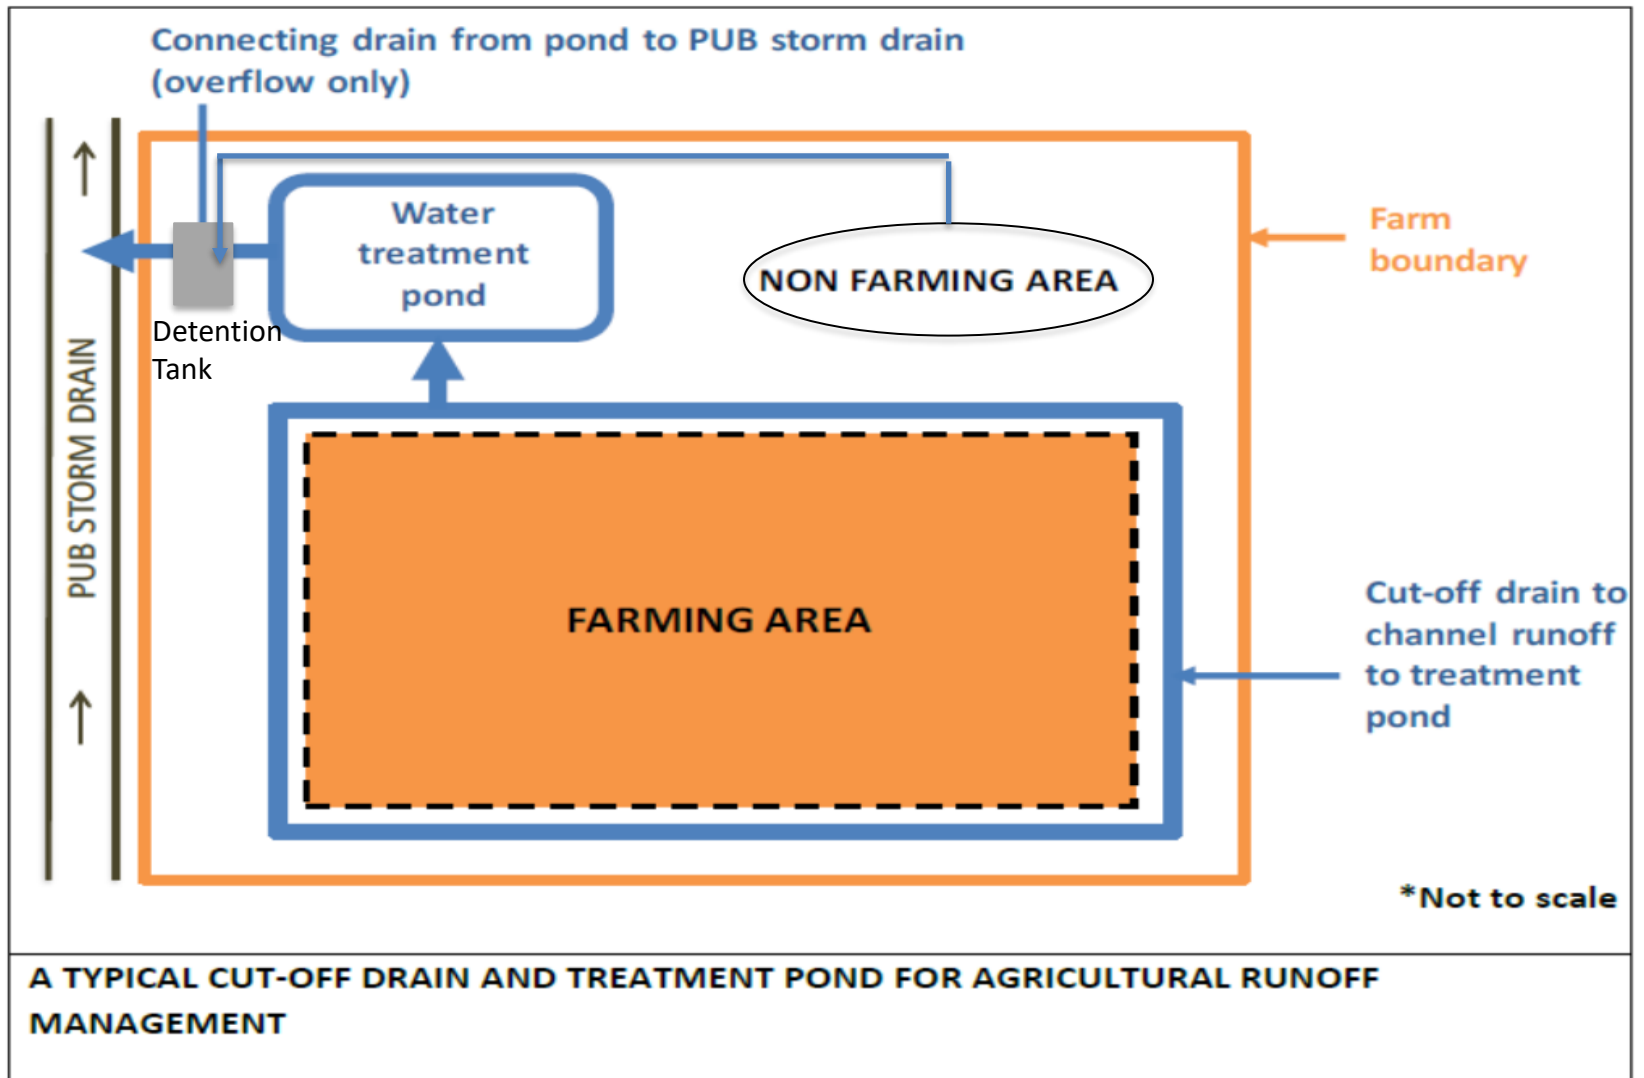 Connecting drain from pond to PUB storm drain
(overflow only)
Water
treatment
pond
NON FARMING AREA
Farm
boundary
Detention
Tank
PUB STORM DRAIN
FARMING AREA
Cut-off drain to
channel runoff
to treatment
pond
*Not to scale
A TYPICAL CUT-OFF DRAIN AND TREATMENT POND FOR AGRICULTURAL RUNOFF
MANAGEMENT